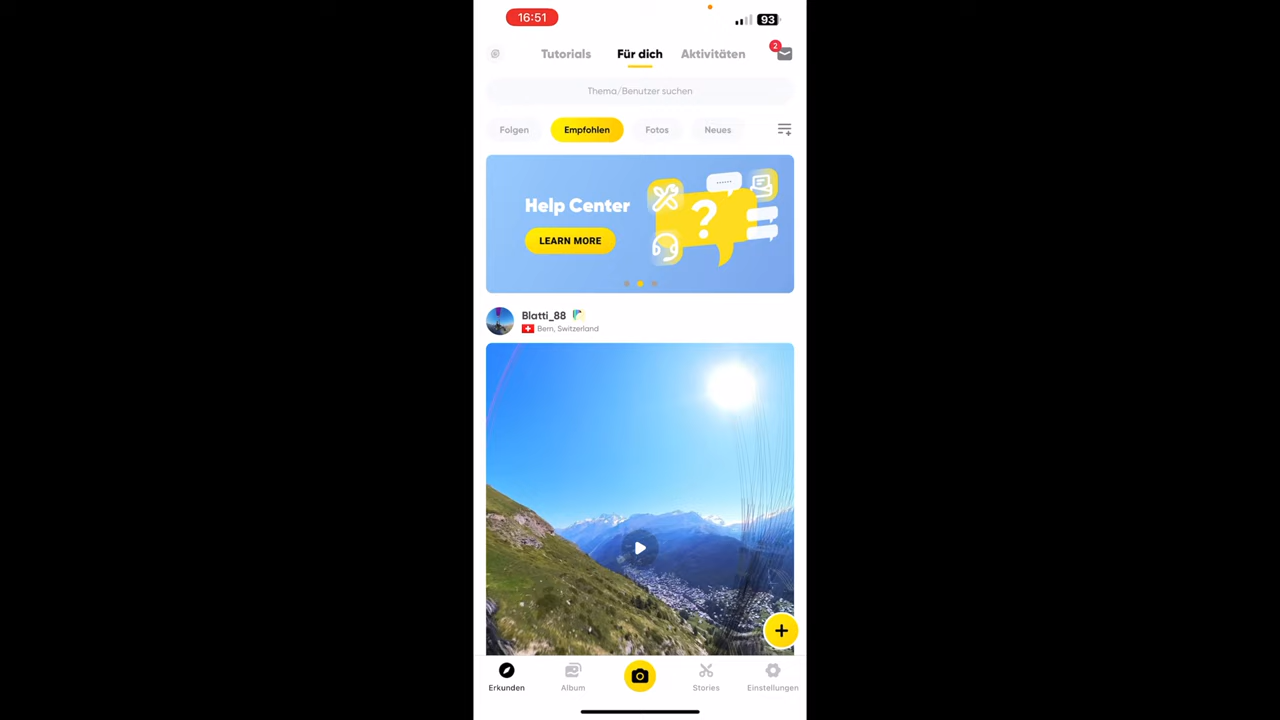 16:51
93
Tutorials
Für dich
Aktivitäten
2
Thema/Benutzer suchen
Folgen
Empfohlen
Fotos
Neues
Help Center
LEARN MORE
?
Blatti_88
Bern, Switzerland
Erkunden
Album
Stories
Einstellungen